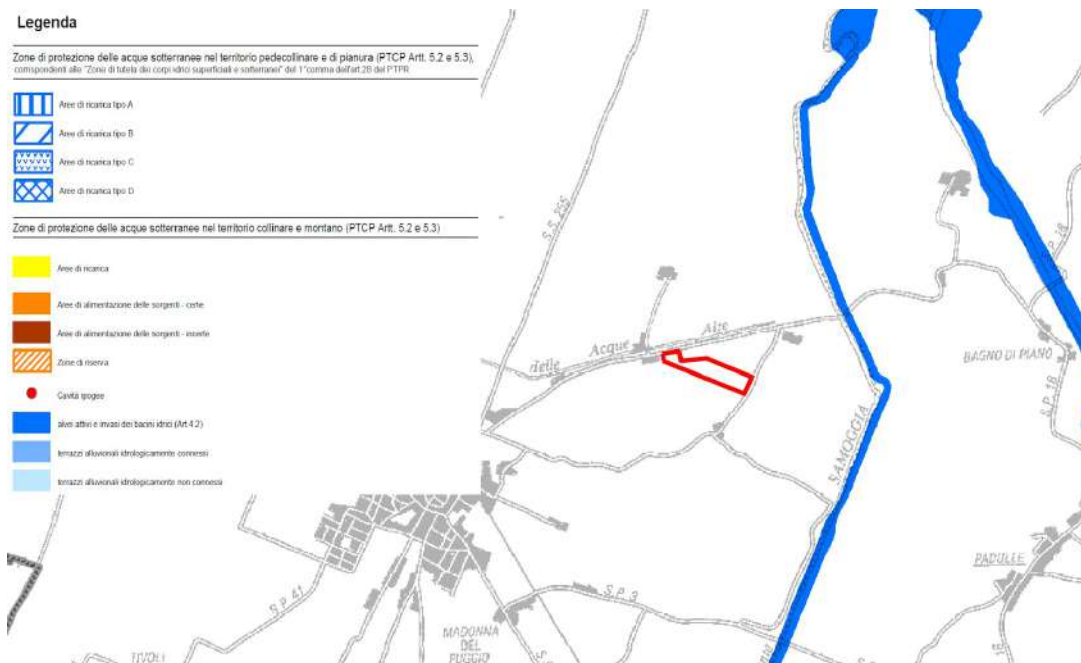 Legenda
Zone di protezione delle acque sotterranee nel territorio pedecollinare e di pianura (PTCP Artt. 5.2 e 5.3),
corrispondenti alle "Zone di tutela dei corpi idrici superficiali e sotterranei" del 1°comma dell'art.28 del PTPR
Aree di ricarica tipo A
Aree di ricarica tipo B
Aree di ricarica tipo C
Aree di ricarica tipo D
Zone di protezione delle acque sotterranee nel territorio collinare e montano (PTCP Artt. 5.2 e 5.3)
Aree di ricarica
Aree di alimentazione delle sorgenti - certe
Aree di alimentazione delle sorgenti - incerte
Zone di riserva
Cavità ipogee
alvei attivi e invasi dei bacini idrici (Art.4.2)
terrazzi alluvionali idrologicamente connessi
terrazzi alluvionali idrologicamente non connessi
S.S. 255
S.P. 18
delle Acque Alte
BAGNO DI PIANO
S.P. 18
SAMOGGIA
PADULLE
S.P. 41
S.P. 3
MADONNA
DEL
POGGIO
TIVOLI